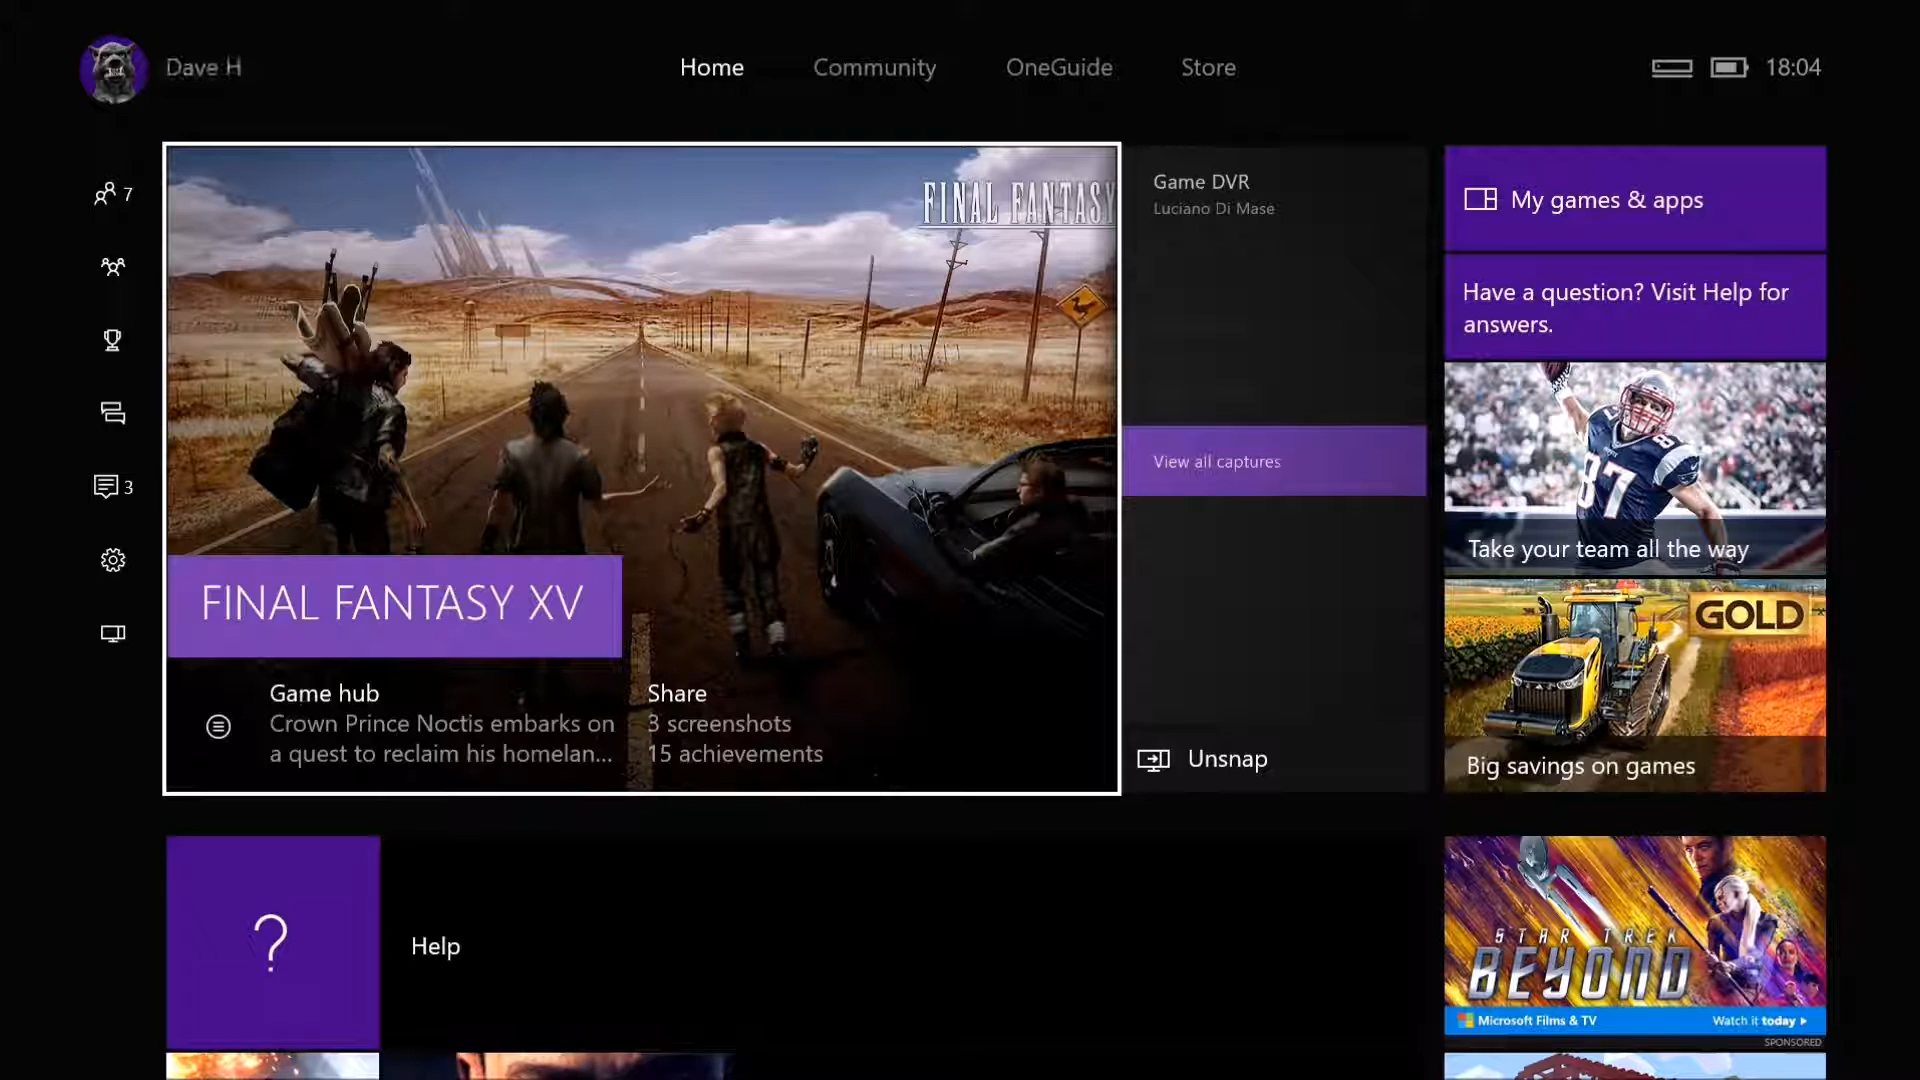 Dave H
Home
Community
OneGuide
Store
18:04
7
3
FINAL FANTASY
FINAL FANTASY XV
Game hub
Crown Prince Noctis embarks on
a quest to reclaim his homelan...
Share
3 screenshots
15 achievements
Game DVR
Luciano Di Mase
View all captures
Unsnap
My games & apps
Have a question? Visit Help for
answers.
87
Take your team all the way
GOLD
Big savings on games
?
Help
STAR TREK
BEYOND
Microsoft Films & TV
Watch it today
SPONSORED